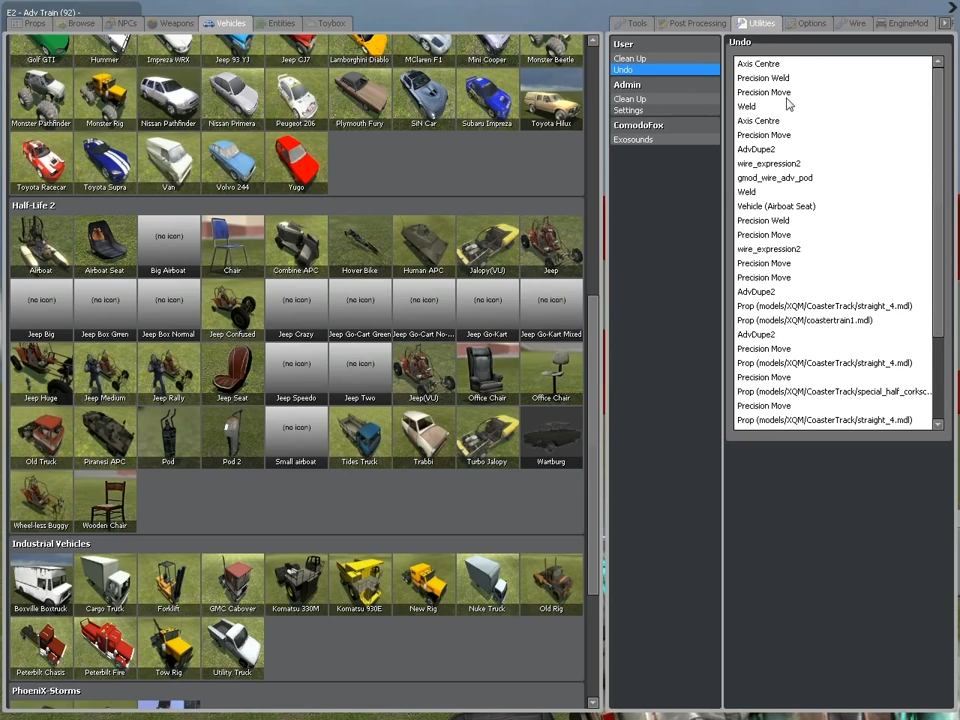 E2 - Adv Train (92) -
Props Browse NPCs Weapons Vehicles Entities Toybox
Golf GTI Hummer Impreza WRX Jeep 93 YJ Jeep CJ7 Lamborghini Diablo MClaren F1 Mini Cooper Monster Beetle
Monster Pathfinder Monster Rig Nissan Pathfinder Nissan Primera Peugeot 206 Plymouth Fury SiN Car Subaru Impreza Toyota Hilux
Toyota Racecar Toyota Supra Van Volvo 244 Yugo
Half-Life 2
(no icon)
Airboat Airboat Seat Big Airboat Chair Combine APC Hover Bike Human APC Jalopy(VU) Jeep
(no icon) (no icon) (no icon) (no icon) (no icon) (no icon) (no icon) (no icon)
Jeep Big Jeep Box Grren Jeep Box Normal Jeep Confused Jeep Crazy Jeep Go-Cart Green Jeep Go-Cart No-... Jeep Go-Kart Jeep Go-Kart Mixed
(no icon) (no icon)
Jeep Huge Jeep Medium Jeep Rally Jeep Seat Jeep Speedo Jeep Two Jeep(VU) Office Chair Office Chair
(no icon)
Old Truck Piranesi APC Pod Pod 2 Small airboat Tides Truck Trabbi Turbo Jalopy Wartburg
Wheel-less Buggy Wooden Chair
Industrial Vehicles
Boxville Boxtruck Cargo Truck Forklift GMC Cabover Komatsu 330M Komatsu 930E New Rig Nuke Truck Old Rig
Peterbilt Chasis Peterbilt Fire Tow Rig Utility Truck
PhoeniX-Storms
Tools Post Processing Utilities Options Wire EngineMod
User
Clean Up
Undo
Admin
Clean Up
Settings
ComodoFox
Exosounds
Undo
Axis Centre
Precision Weld
Precision Move
Weld
Axis Centre
Precision Move
AdvDupe2
wire_expression2
gmod_wire_adv_pod
Weld
Vehicle (Airboat Seat)
Precision Weld
Precision Move
wire_expression2
Precision Move
Precision Move
AdvDupe2
Prop (models/XQM/CoasterTrack/straight_4.mdl)
Prop (models/XQM/coastertrain1.mdl)
AdvDupe2
Precision Move
Prop (models/XQM/CoasterTrack/straight_4.mdl)
Precision Move
Prop (models/XQM/CoasterTrack/special_half_corksc...
Precision Move
Prop (models/XQM/CoasterTrack/straight_4.mdl)